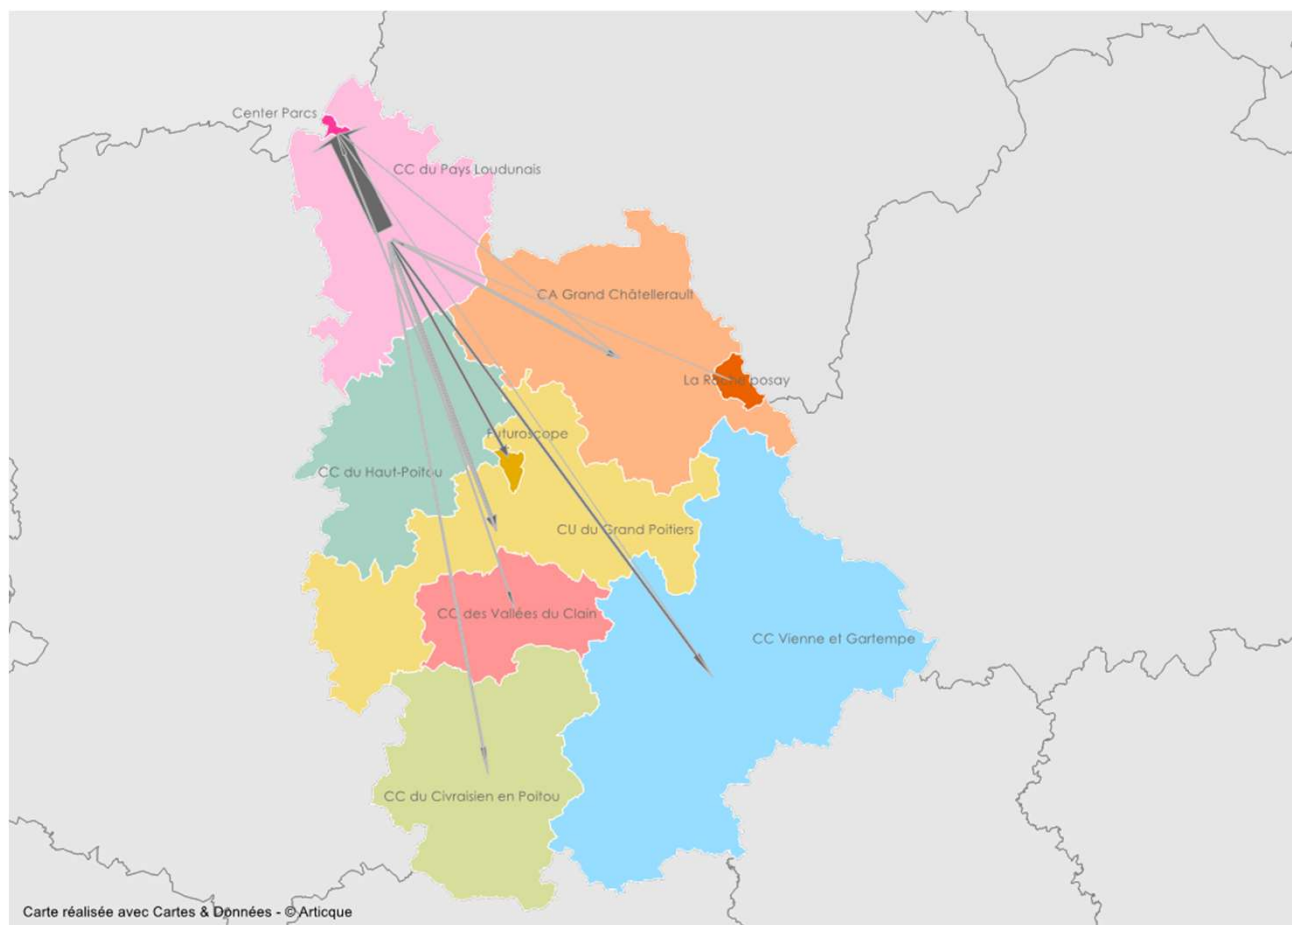 Center Parcs
CC du Pays Loudunais
CA Grand Châtellerault
La Roche posay
Futuroscope
CC du Haut-Poitou
CU du Grand Poitiers
CC des Vallées du Clain
CC Vienne et Gartempe
CC du Civraisien en Poitou
Carte réalisée avec Cartes & Données - © Articque